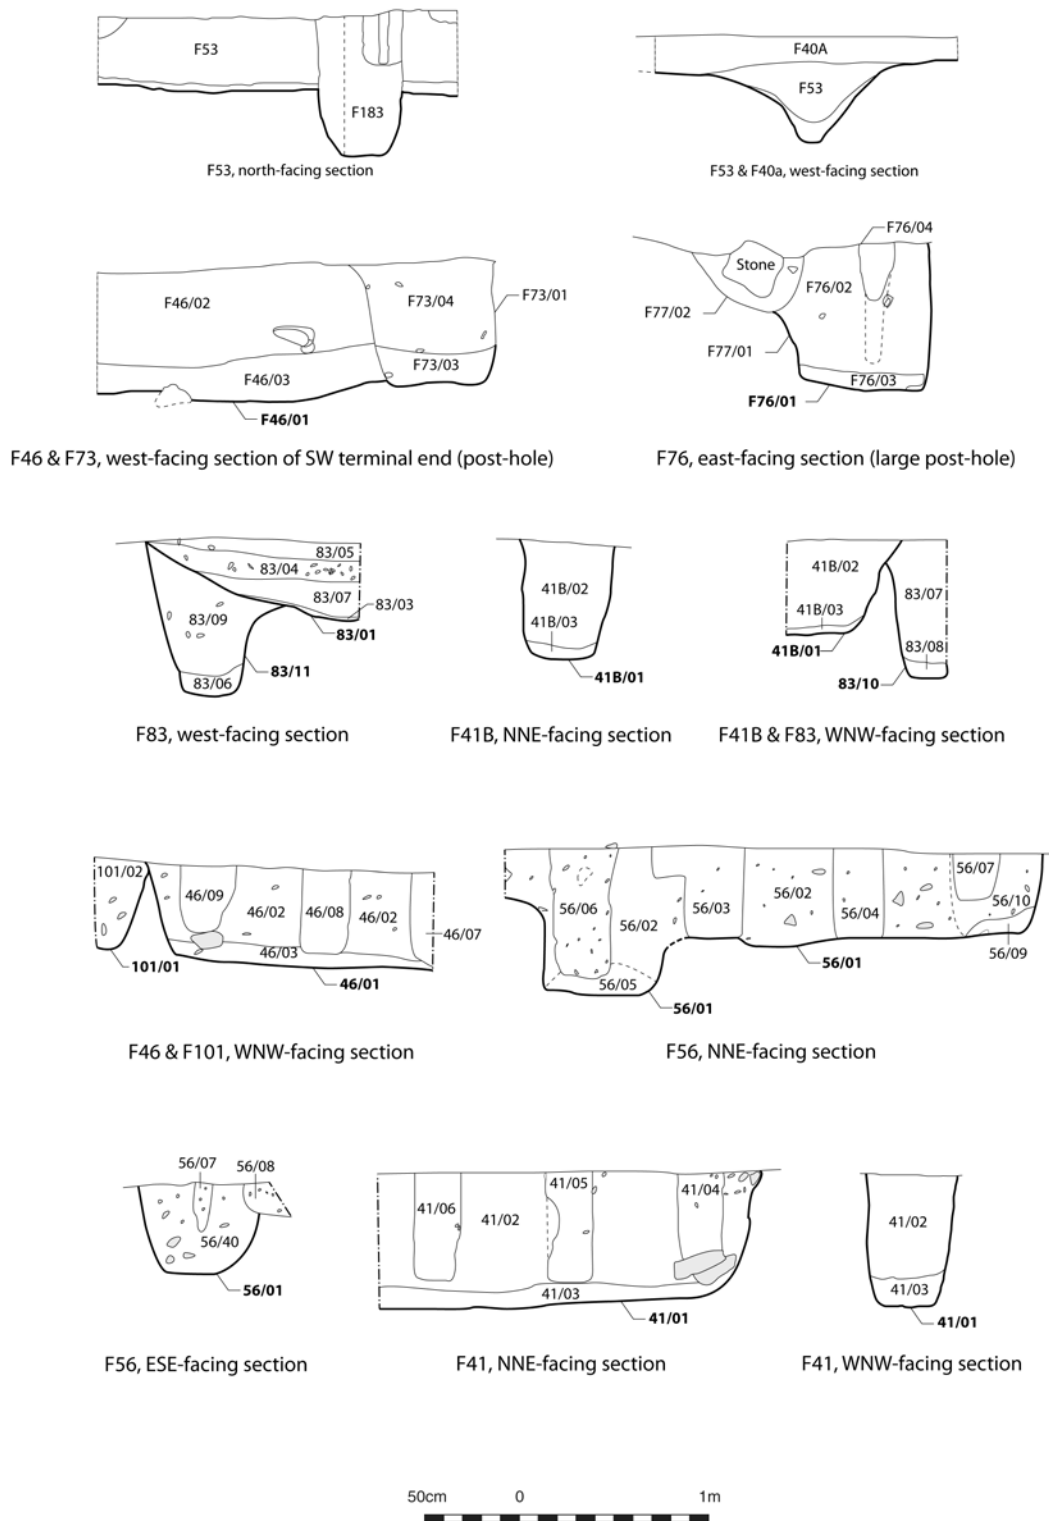 F53
F183
F53, north-facing section
F40A
F53
F53 & F40a, west-facing section
F46/02
F73/04
F73/01
F46/03
F73/03
F46/01
F46 & F73, west-facing section of SW terminal end (post-hole)
F76/04
Stone
F76/02
F77/02
F77/01
F76/03
F76/01
F76, east-facing section (large post-hole)
83/05
83/04
83/07
83/03
83/09
83/01
83/11
83/06
F83, west-facing section
41B/02
41B/03
41B/01
F41B, NNE-facing section
41B/02
83/07
41B/03
41B/01
83/08
83/10
F41B & F83, WNW-facing section
101/02
46/09
46/02
46/08
46/02
46/07
46/03
101/01
46/01
F46 & F101, WNW-facing section
56/07
56/06
56/02
56/03
56/02
56/04
56/10
56/09
56/01
56/05
56/01
F56, NNE-facing section
56/07
56/08
56/40
56/01
F56, ESE-facing section
41/05
41/04
41/06
41/02
41/03
41/01
F41, NNE-facing section
41/02
41/03
41/01
F41, WNW-facing section
50cm 0 1m